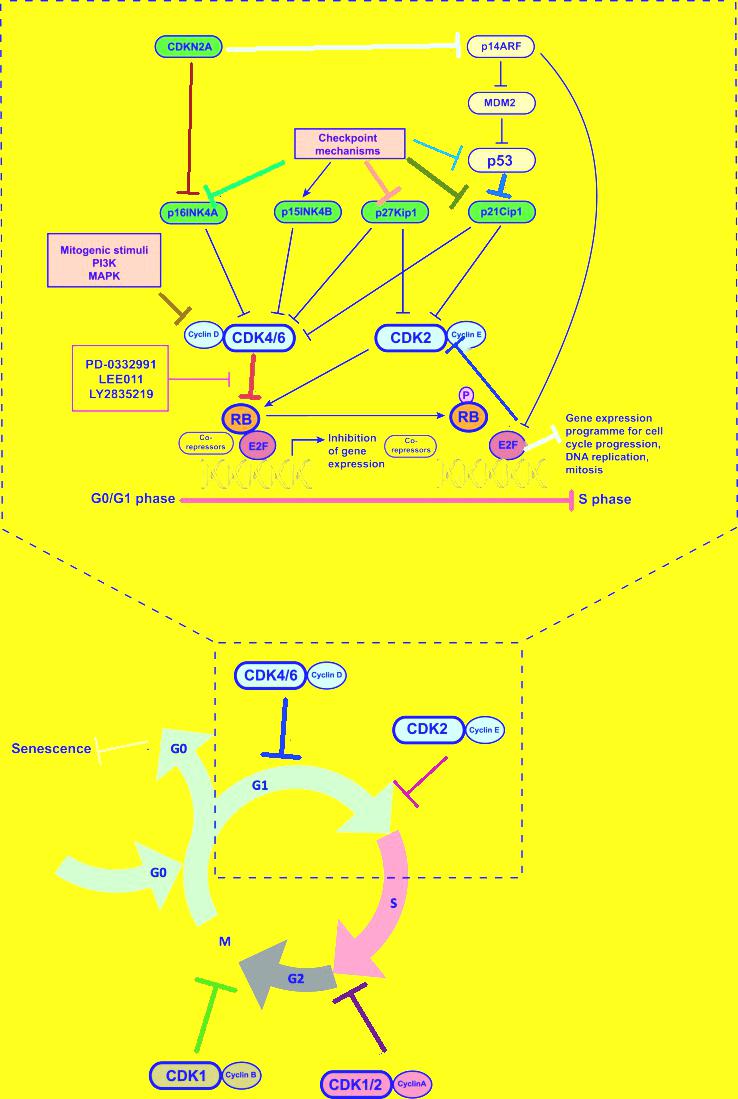 CDKN2A
p14ARF
MDM2
Checkpoint
mechanisms
p53
p16INK4A
p15INK4B
p27Kip1
p21Cip1
Mitogenic stimuli
PI3K
MAPK
Cyclin D
CDK4/6
CDK2
Cyclin E
PD-0332991
LEE011
LY2835219
RB
P
RB
Co-
repressors
E2F
Inhibition
of gene
expression
Co-
repressors
E2F
Gene expression
programme for cell
cycle progression,
DNA replication,
mitosis
G0/G1 phase
S phase
CDK4/6
Cyclin D
CDK2
Cyclin E
Senescence
G0
G1
G0
S
M
G2
CDK1
Cyclin B
CDK1/2
CyclinA